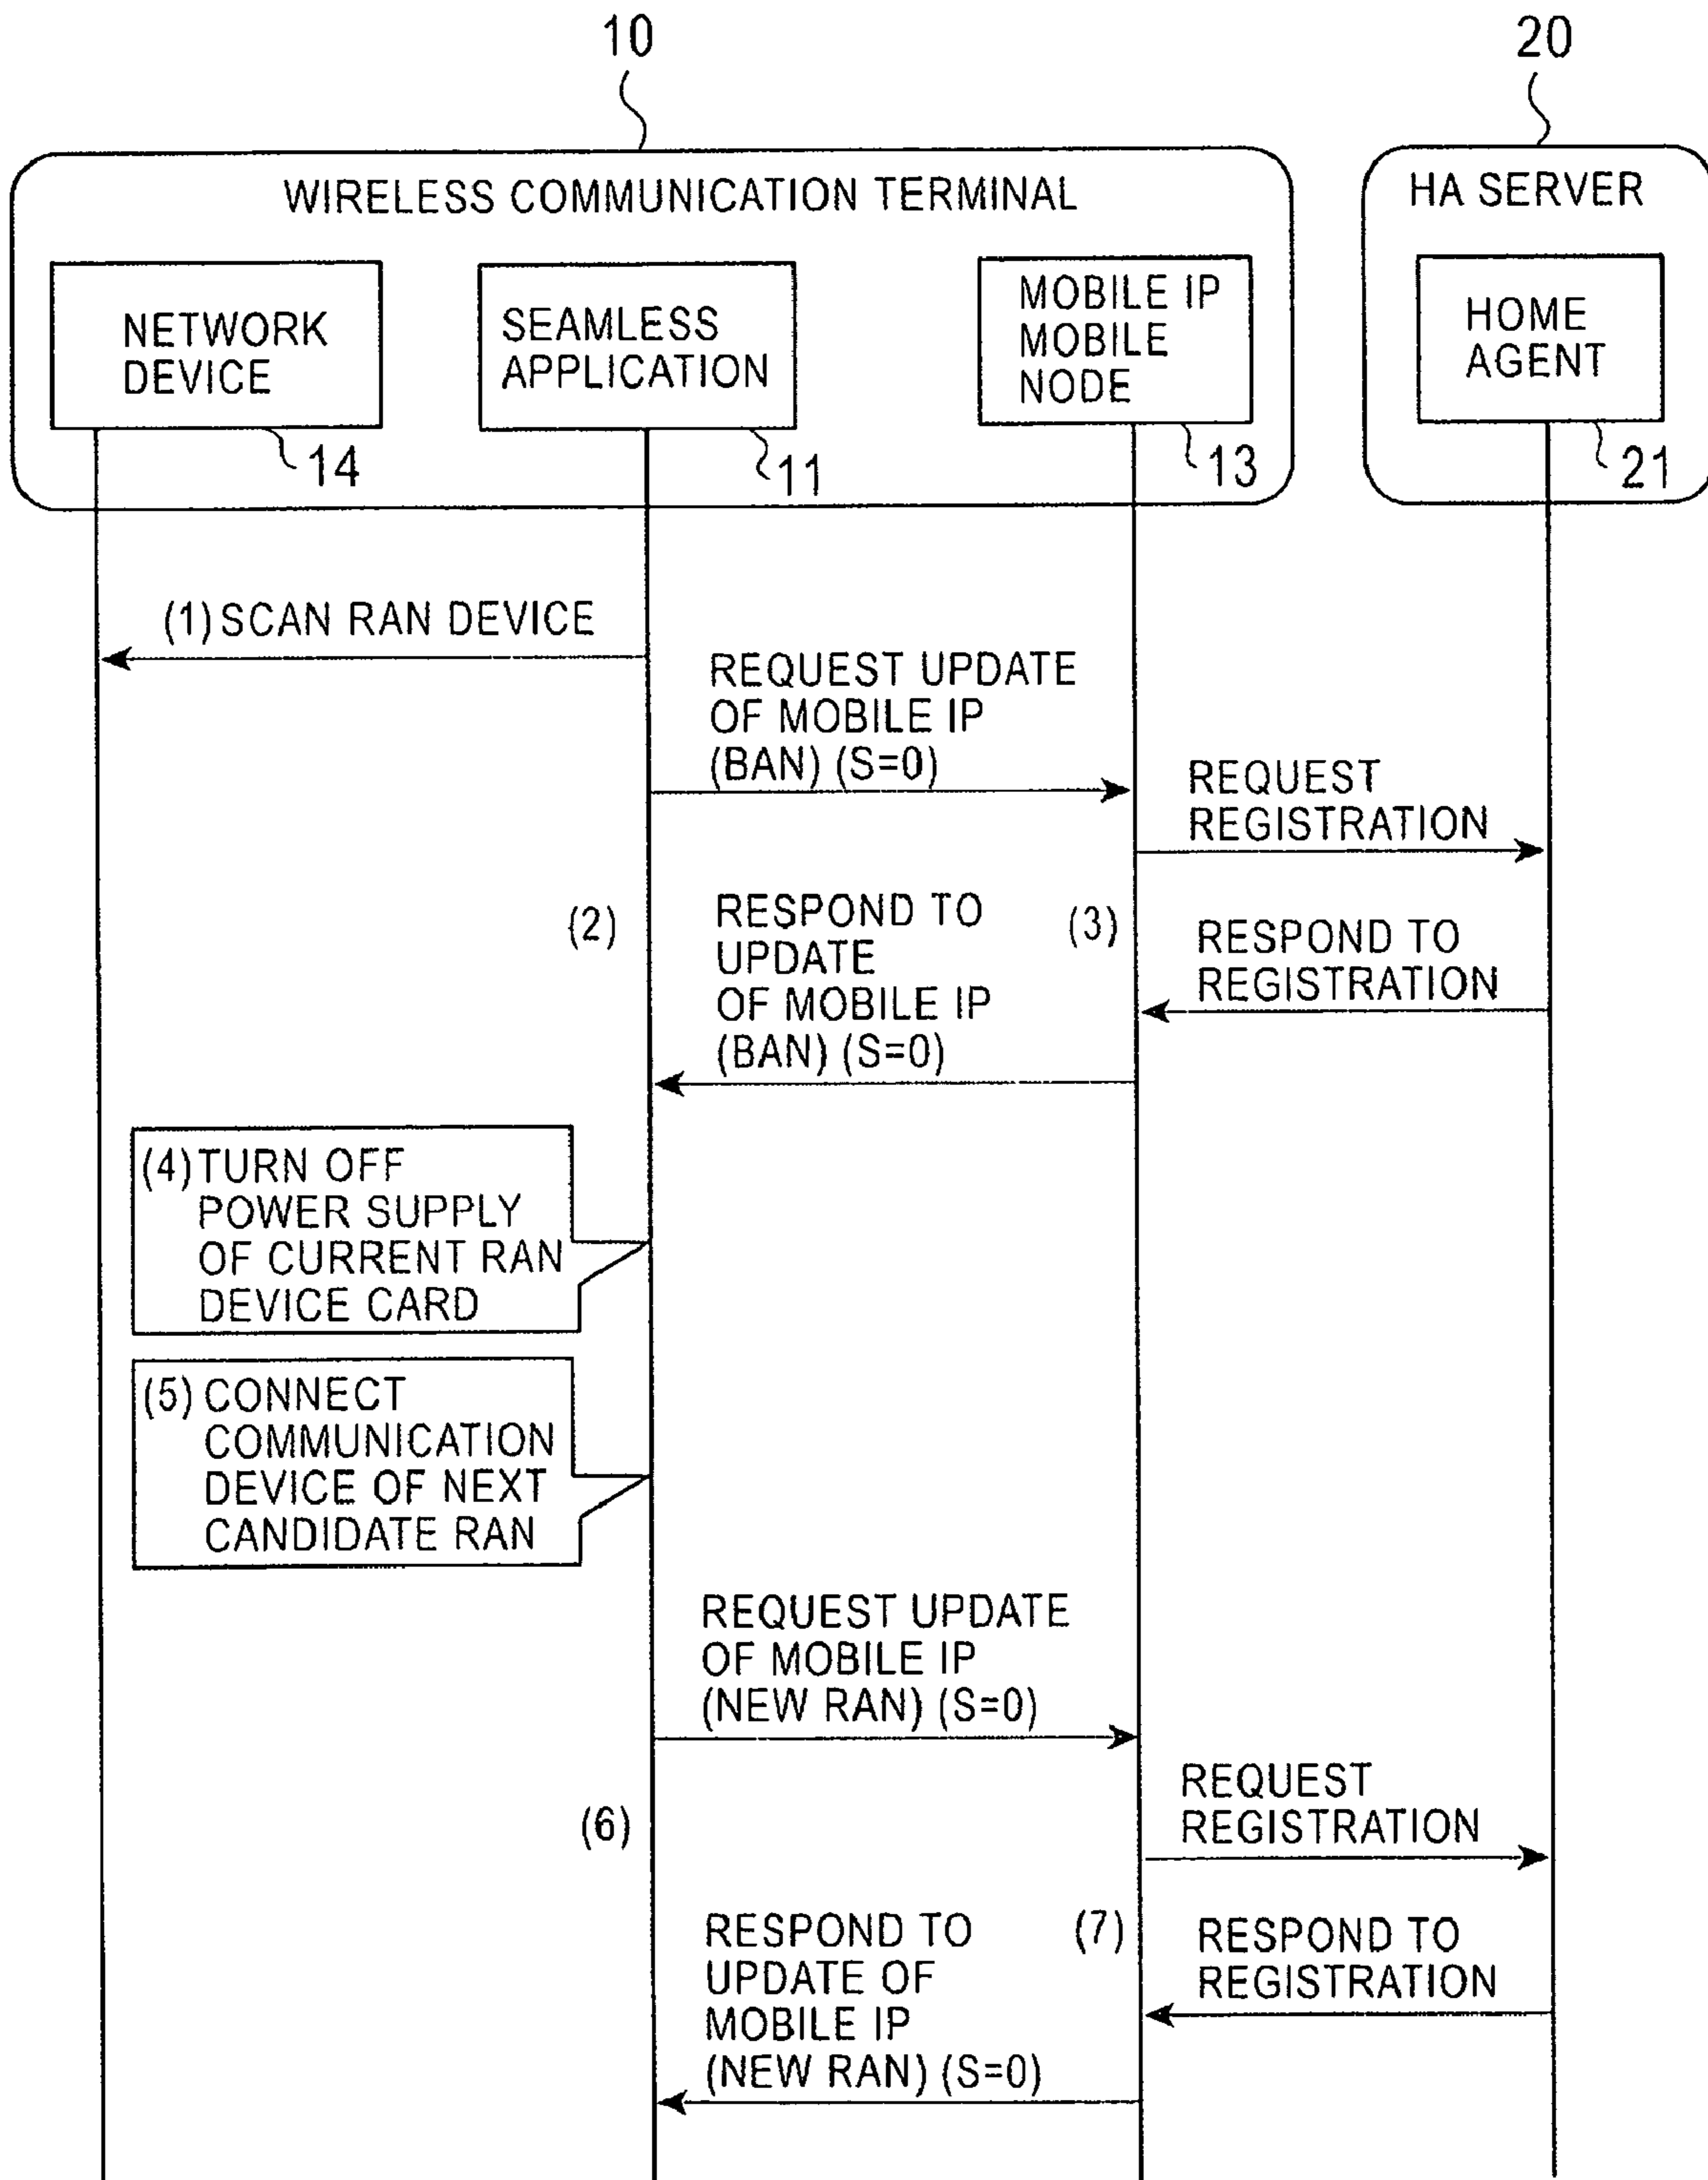 10
20
WIRELESS COMMUNICATION TERMINAL
HA SERVER
NETWORK
DEVICE
14
SEAMLESS
APPLICATION
11
MOBILE IP
MOBILE
NODE
13
HOME
AGENT
21
(1) SCAN RAN DEVICE
REQUEST UPDATE
OF MOBILE IP
(BAN) (S=0)
REQUEST
REGISTRATION
(2)
RESPOND TO
UPDATE
OF MOBILE IP
(BAN) (S=0)
(3)
RESPOND TO
REGISTRATION
(4) TURN OFF
POWER SUPPLY
OF CURRENT RAN
DEVICE CARD
(5) CONNECT
COMMUNICATION
DEVICE OF NEXT
CANDIDATE RAN
REQUEST UPDATE
OF MOBILE IP
(NEW RAN) (S=0)
REQUEST
REGISTRATION
(6)
RESPOND TO
UPDATE OF
MOBILE IP
(NEW RAN) (S=0)
(7)
RESPOND TO
REGISTRATION